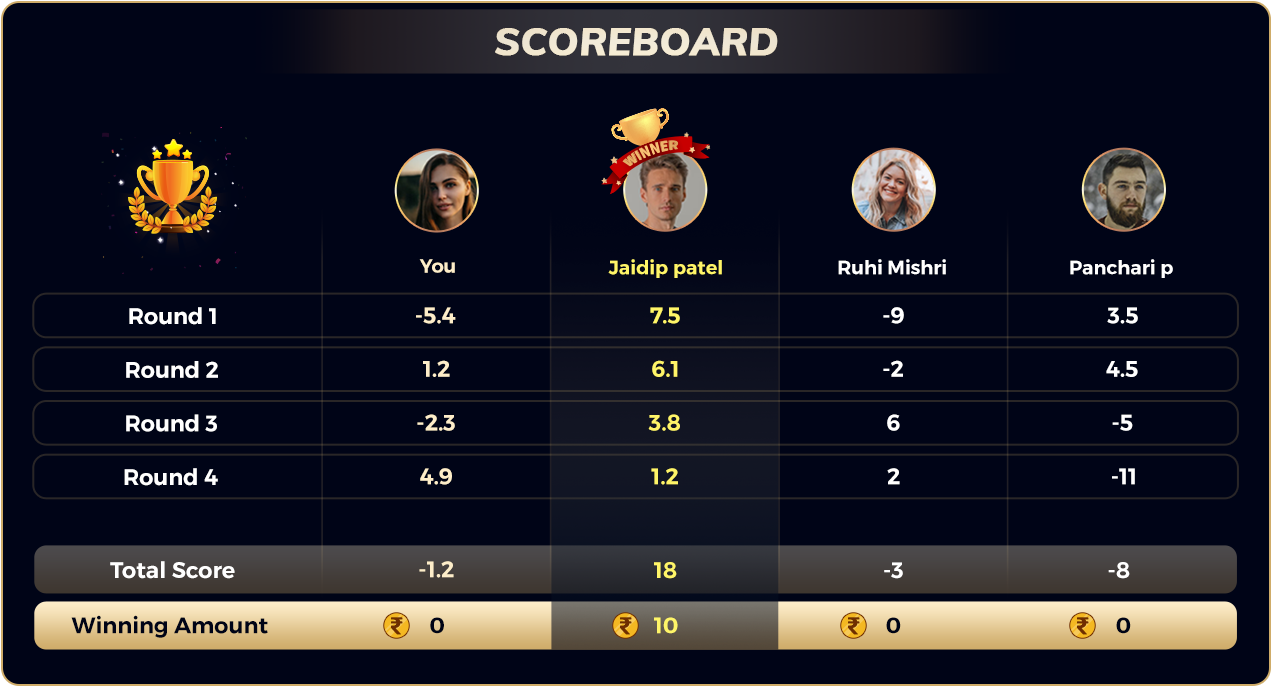 SCOREBOARD
WINNER
You Jaidip patel Ruhi Mishri Panchari p
Round 1 -5.4 7.5 -9 3.5
Round 2 1.2 6.1 -2 4.5
Round 3 -2.3 3.8 6 -5
Round 4 4.9 1.2 2 -11
Total Score -1.2 18 -3 -8
Winning Amount ₹ 0 ₹ 10 ₹ 0 ₹ 0